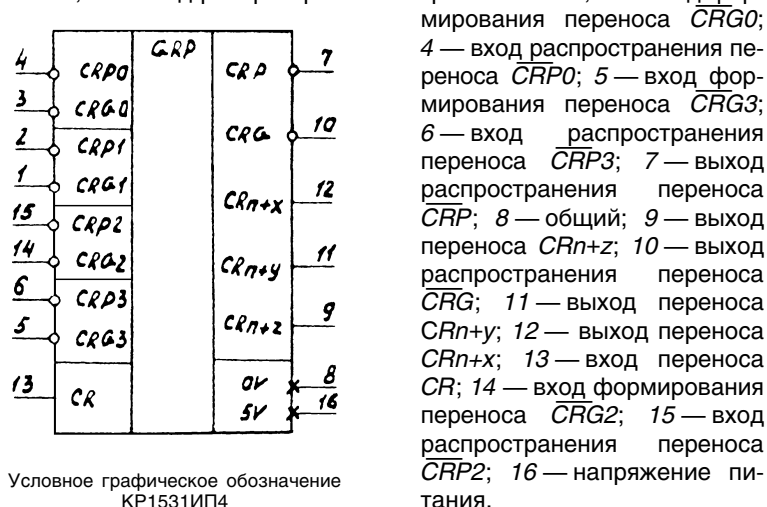 4 CRP0 GRP CRP 7
3 CRG0
2 CRP1 CRG 10
1 CRG1
15 CRP2 CRn+x 12
14 CRG2 CRn+y 11
6 CRP3
5 CRG3 CRn+z 9
13 CR 0V 8
5V 16
Условное графическое обозначение
КР1531ИП4
мирования переноса CRG0;
4 — вход распространения пе-
реноса CRP0; 5 — вход фор-
мирования переноса CRG3;
6 — вход распространения
переноса CRP3; 7 — выход
распространения переноса
CRP; 8 — общий; 9 — выход
переноса CRn+z; 10 — выход
распространения переноса
CRG; 11 — выход переноса
CRn+y; 12 — выход переноса
CRn+x; 13 — вход переноса
CR; 14 — вход формирования
переноса CRG2; 15 — вход
распространения переноса
CRP2; 16 — напряжение пи-
тания.